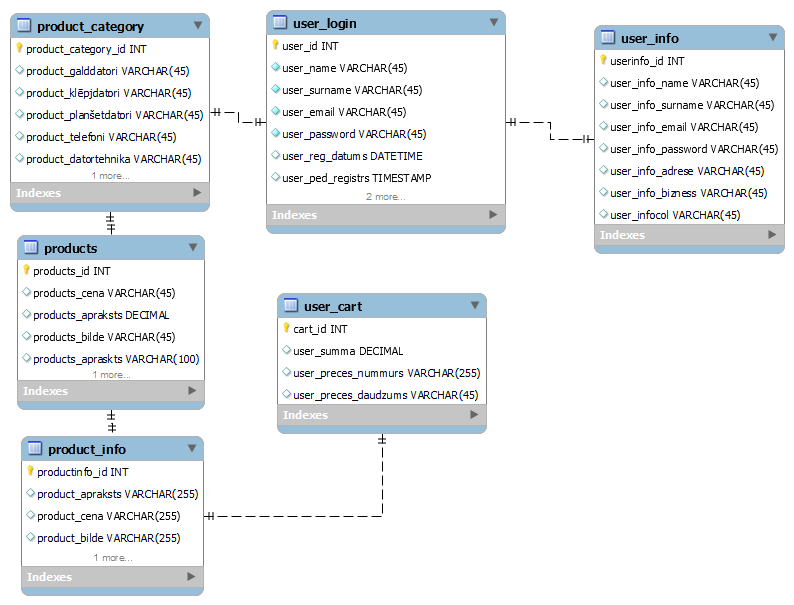 product_category
product_category_id INT
product_galddatori VARCHAR(45)
product_klēpjdatori VARCHAR(45)
product_planšetdatori VARCHAR(45)
product_telefoni VARCHAR(45)
product_datortehnika VARCHAR(45)
1 more...
Indexes
user_login
user_id INT
user_name VARCHAR(45)
user_surname VARCHAR(45)
user_email VARCHAR(45)
user_password VARCHAR(45)
user_reg_datums DATETIME
user_ped_registrs TIMESTAMP
2 more...
Indexes
user_info
userinfo_id INT
user_info_name VARCHAR(45)
user_info_surname VARCHAR(45)
user_info_email VARCHAR(45)
user_info_password VARCHAR(45)
user_info_adrese VARCHAR(45)
user_info_bizness VARCHAR(45)
user_infocol VARCHAR(45)
Indexes
products
products_id INT
products_cena VARCHAR(45)
products_apraksts DECIMAL
products_bilde VARCHAR(45)
products_apraskts VARCHAR(100)
1 more...
Indexes
user_cart
cart_id INT
user_summa DECIMAL
user_preces_nummurs VARCHAR(255)
user_preces_daudzums VARCHAR(45)
Indexes
product_info
productinfo_id INT
product_apraksts VARCHAR(255)
product_cena VARCHAR(255)
product_bilde VARCHAR(255)
1 more...
Indexes